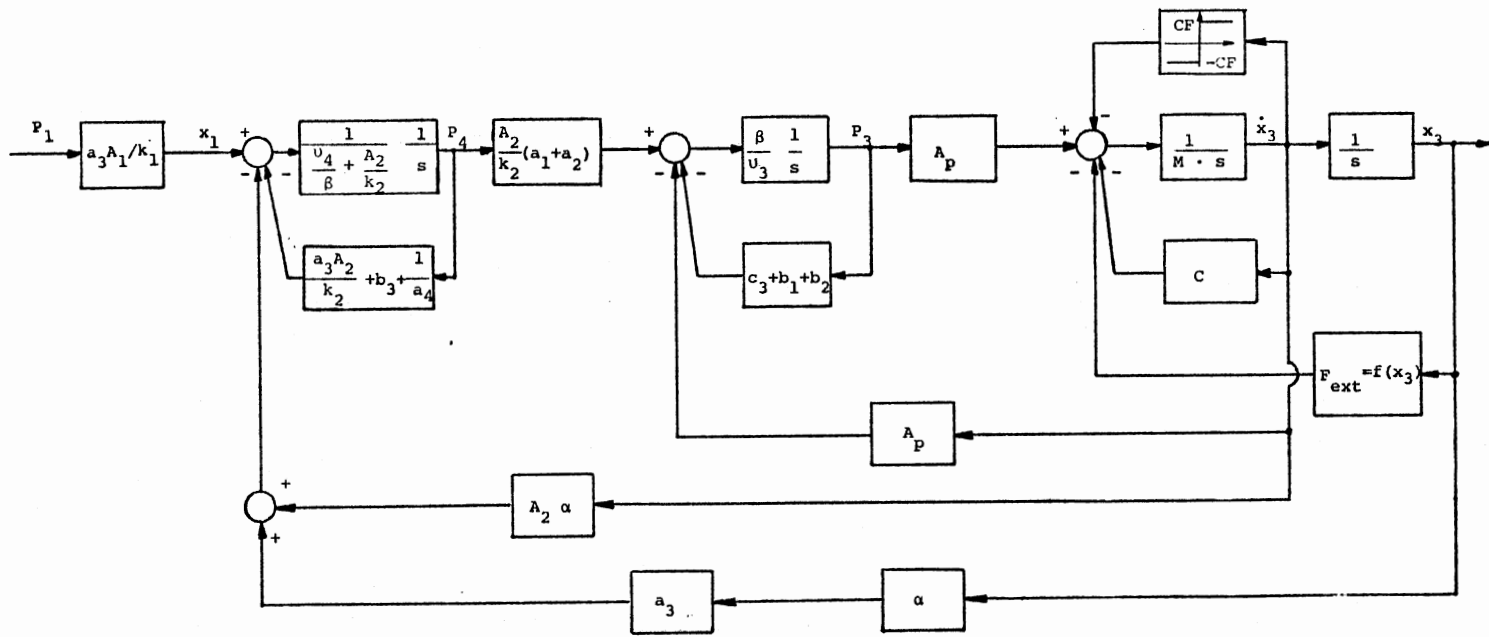 CF
-CF
P₁
a₃A₁/k₁
x₁
+
-
-
1
υ₄/β + A₂/k₂
1/s
P₄
A₂/k₂ (a₁+a₂)
+
-
-
β/υ₃ 1/s
P₃
Aₚ
+
-
-
-
1/(M · s)
ẋ₃
1/s
x₃
a₃A₂/k₂ +b₃+ 1/a₄
c₃+b₁+b₂
C
F_ext=f(x₃)
Aₚ
+
+
A₂ α
a₃
α